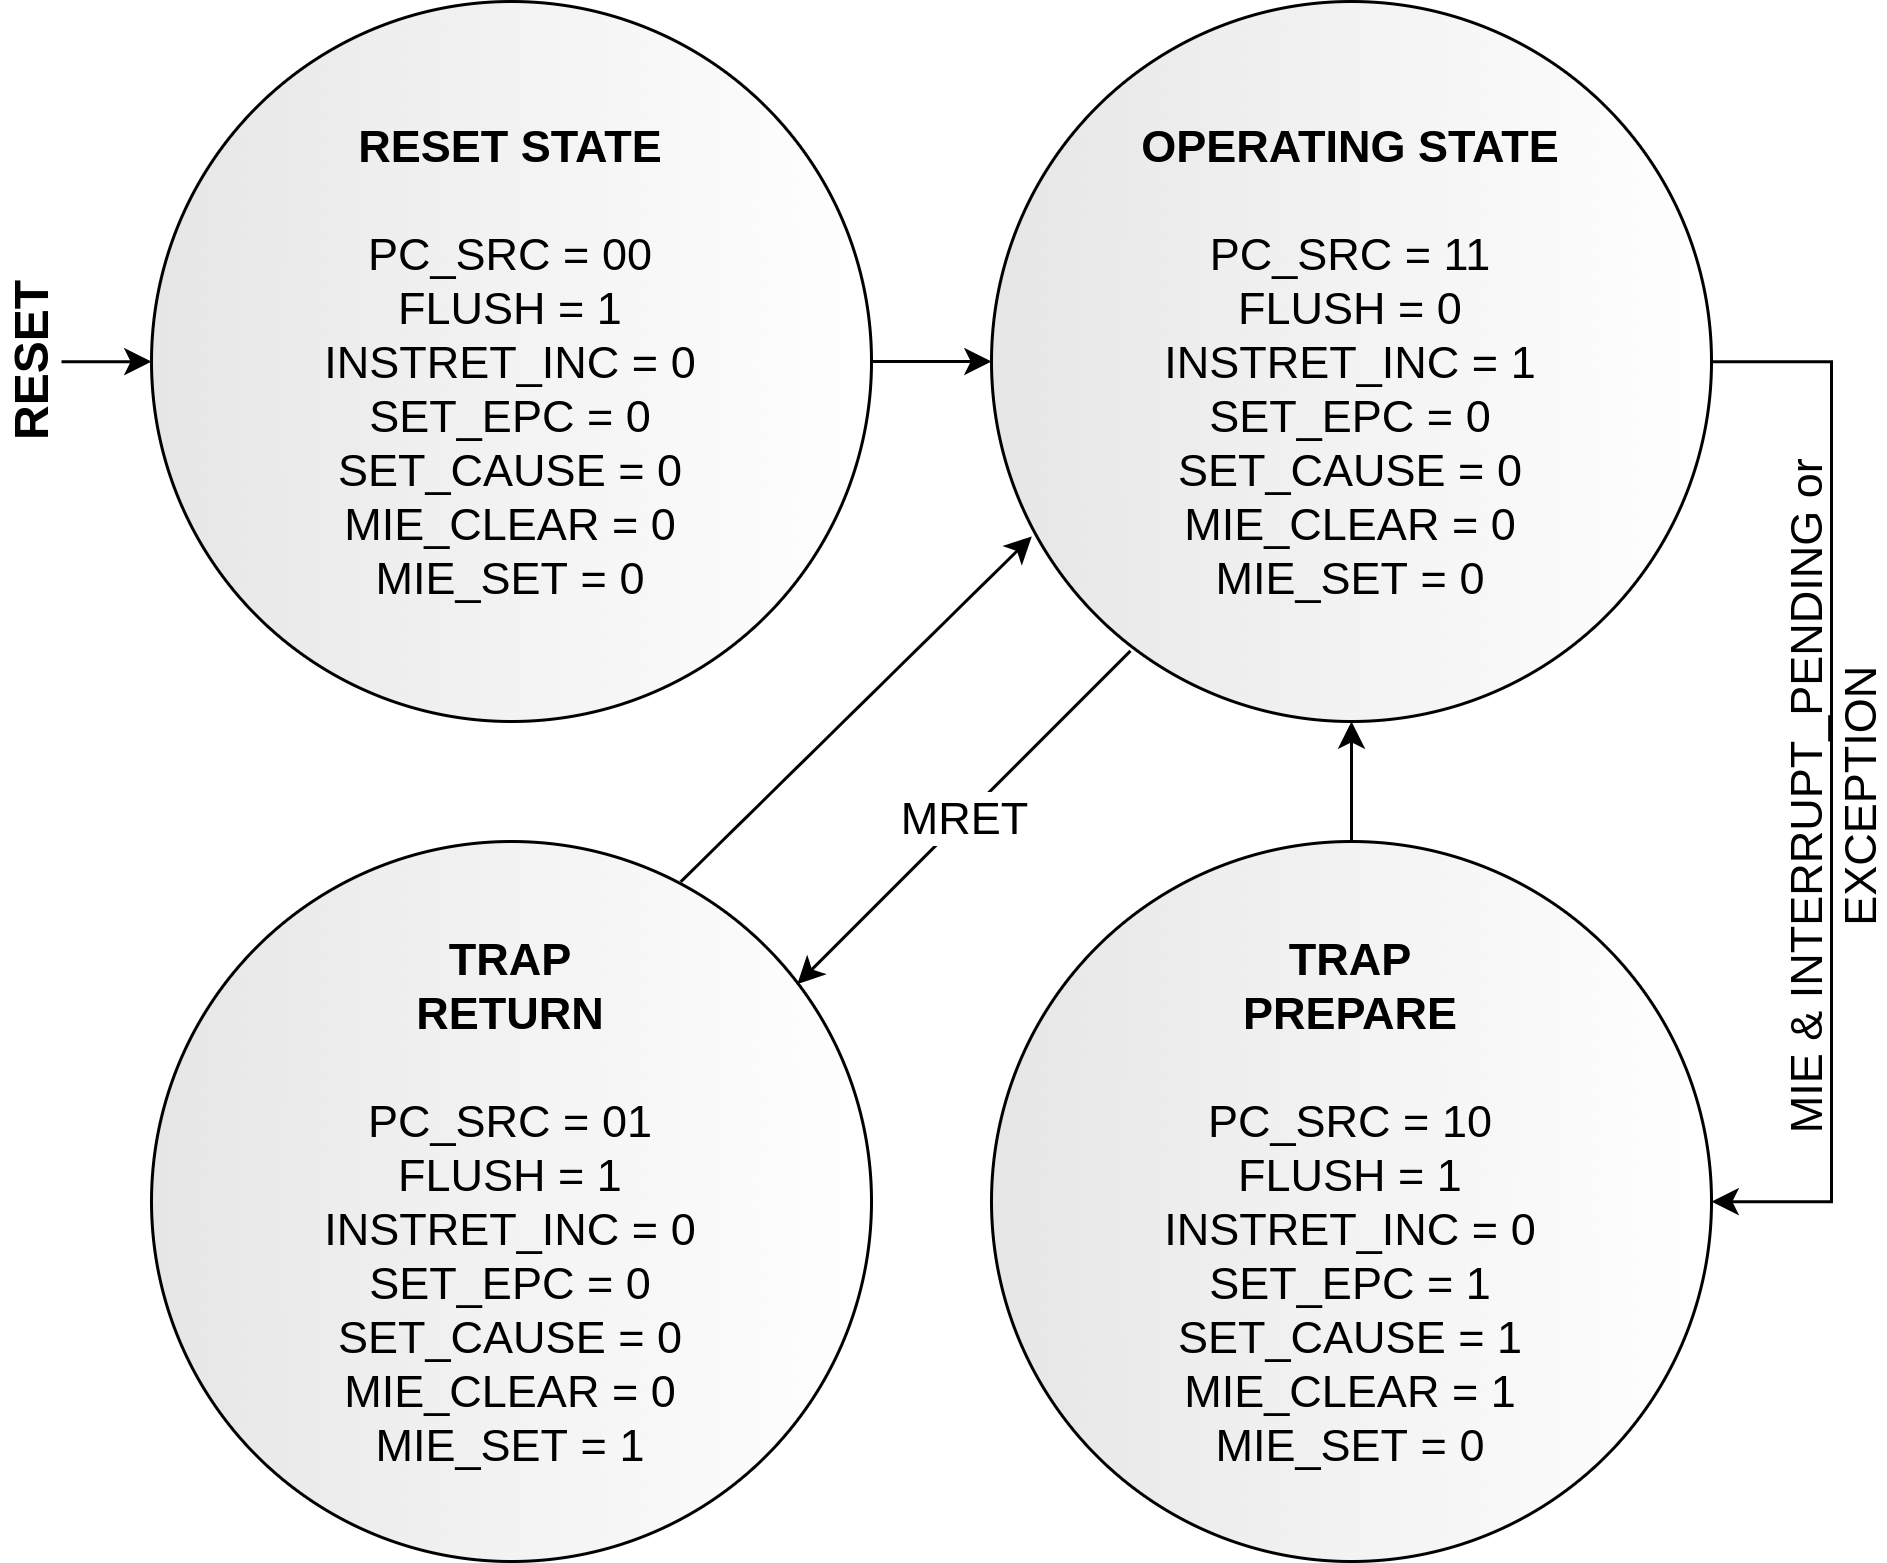 RESET
RESET STATE
PC_SRC = 00
FLUSH = 1
INSTRET_INC = 0
SET_EPC = 0
SET_CAUSE = 0
MIE_CLEAR = 0
MIE_SET = 0
OPERATING STATE
PC_SRC = 11
FLUSH = 0
INSTRET_INC = 1
SET_EPC = 0
SET_CAUSE = 0
MIE_CLEAR = 0
MIE_SET = 0
MIE & INTERRUPT_PENDING or
EXCEPTION
MRET
TRAP
RETURN
PC_SRC = 01
FLUSH = 1
INSTRET_INC = 0
SET_EPC = 0
SET_CAUSE = 0
MIE_CLEAR = 0
MIE_SET = 1
TRAP
PREPARE
PC_SRC = 10
FLUSH = 1
INSTRET_INC = 0
SET_EPC = 1
SET_CAUSE = 1
MIE_CLEAR = 1
MIE_SET = 0